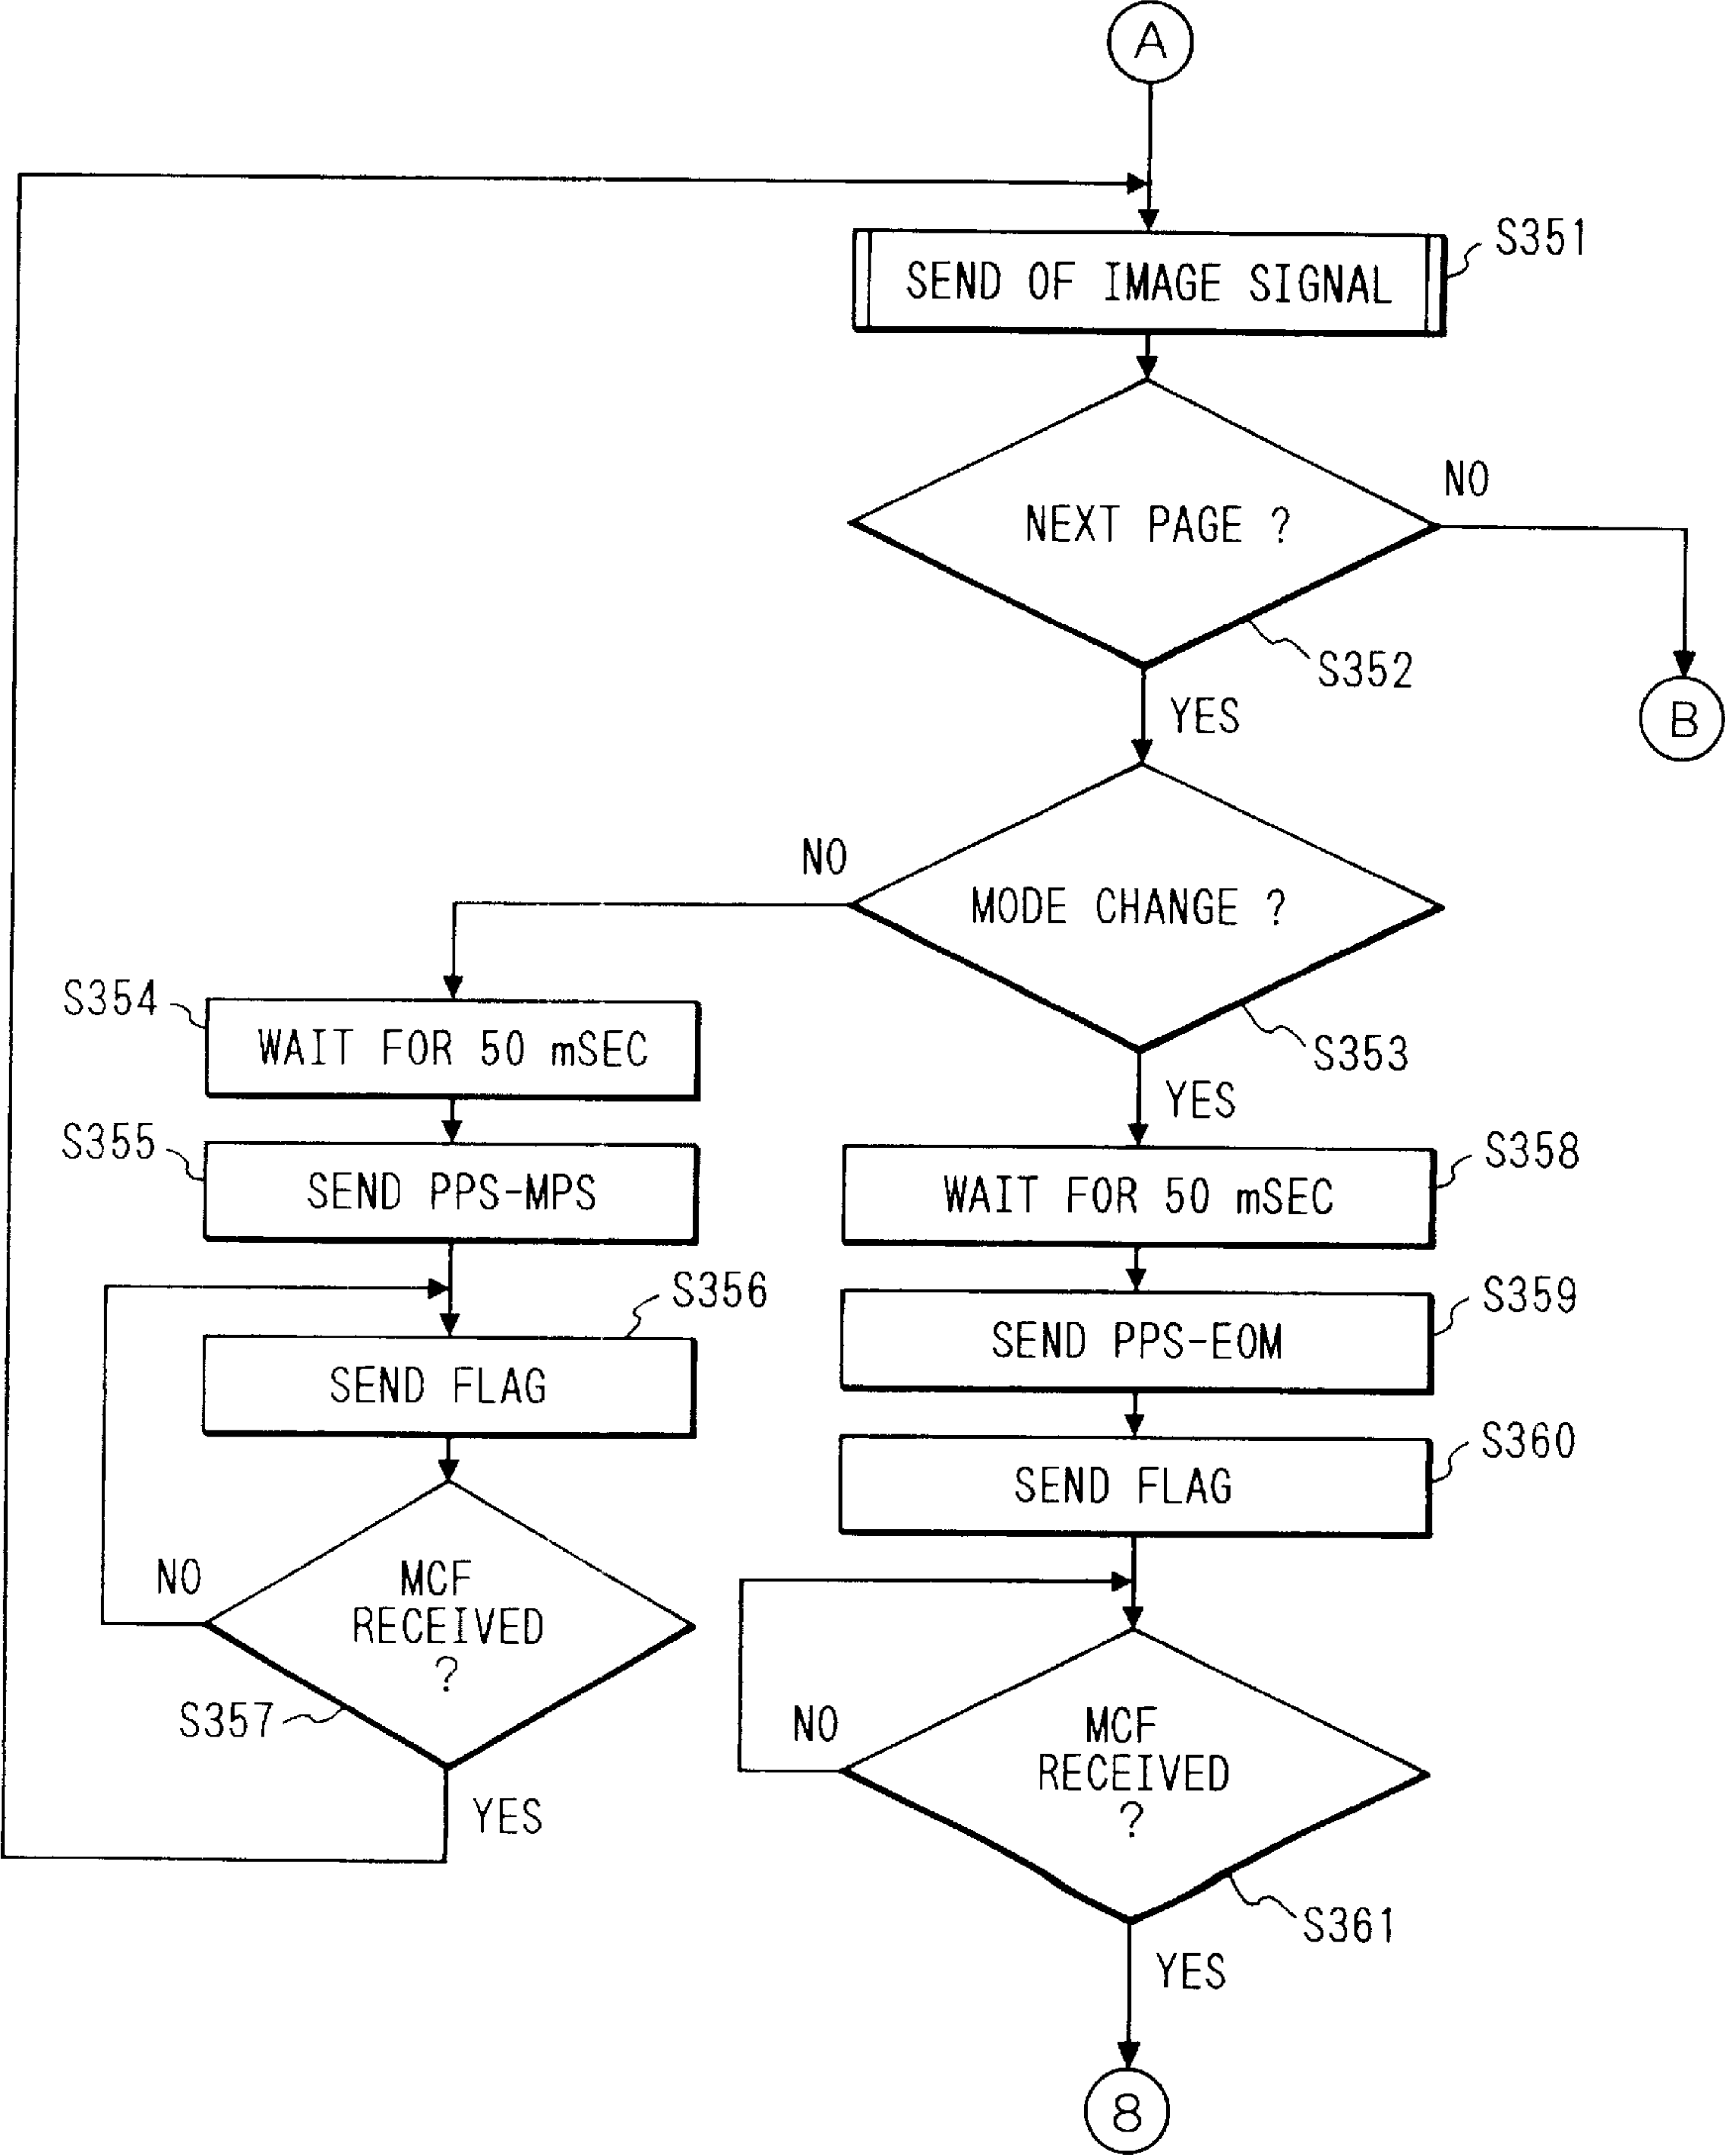 A
S351
SEND OF IMAGE SIGNAL
NO
NEXT PAGE ?
S352
B
YES
NO
MODE CHANGE ?
S353
S354
WAIT FOR 50 mSEC
YES
S355
SEND PPS-MPS
S358
WAIT FOR 50 mSEC
S356
SEND FLAG
S359
SEND PPS-EOM
S360
SEND FLAG
NO
MCF
RECEIVED
?
S357
YES
NO
MCF
RECEIVED
?
S361
YES
8